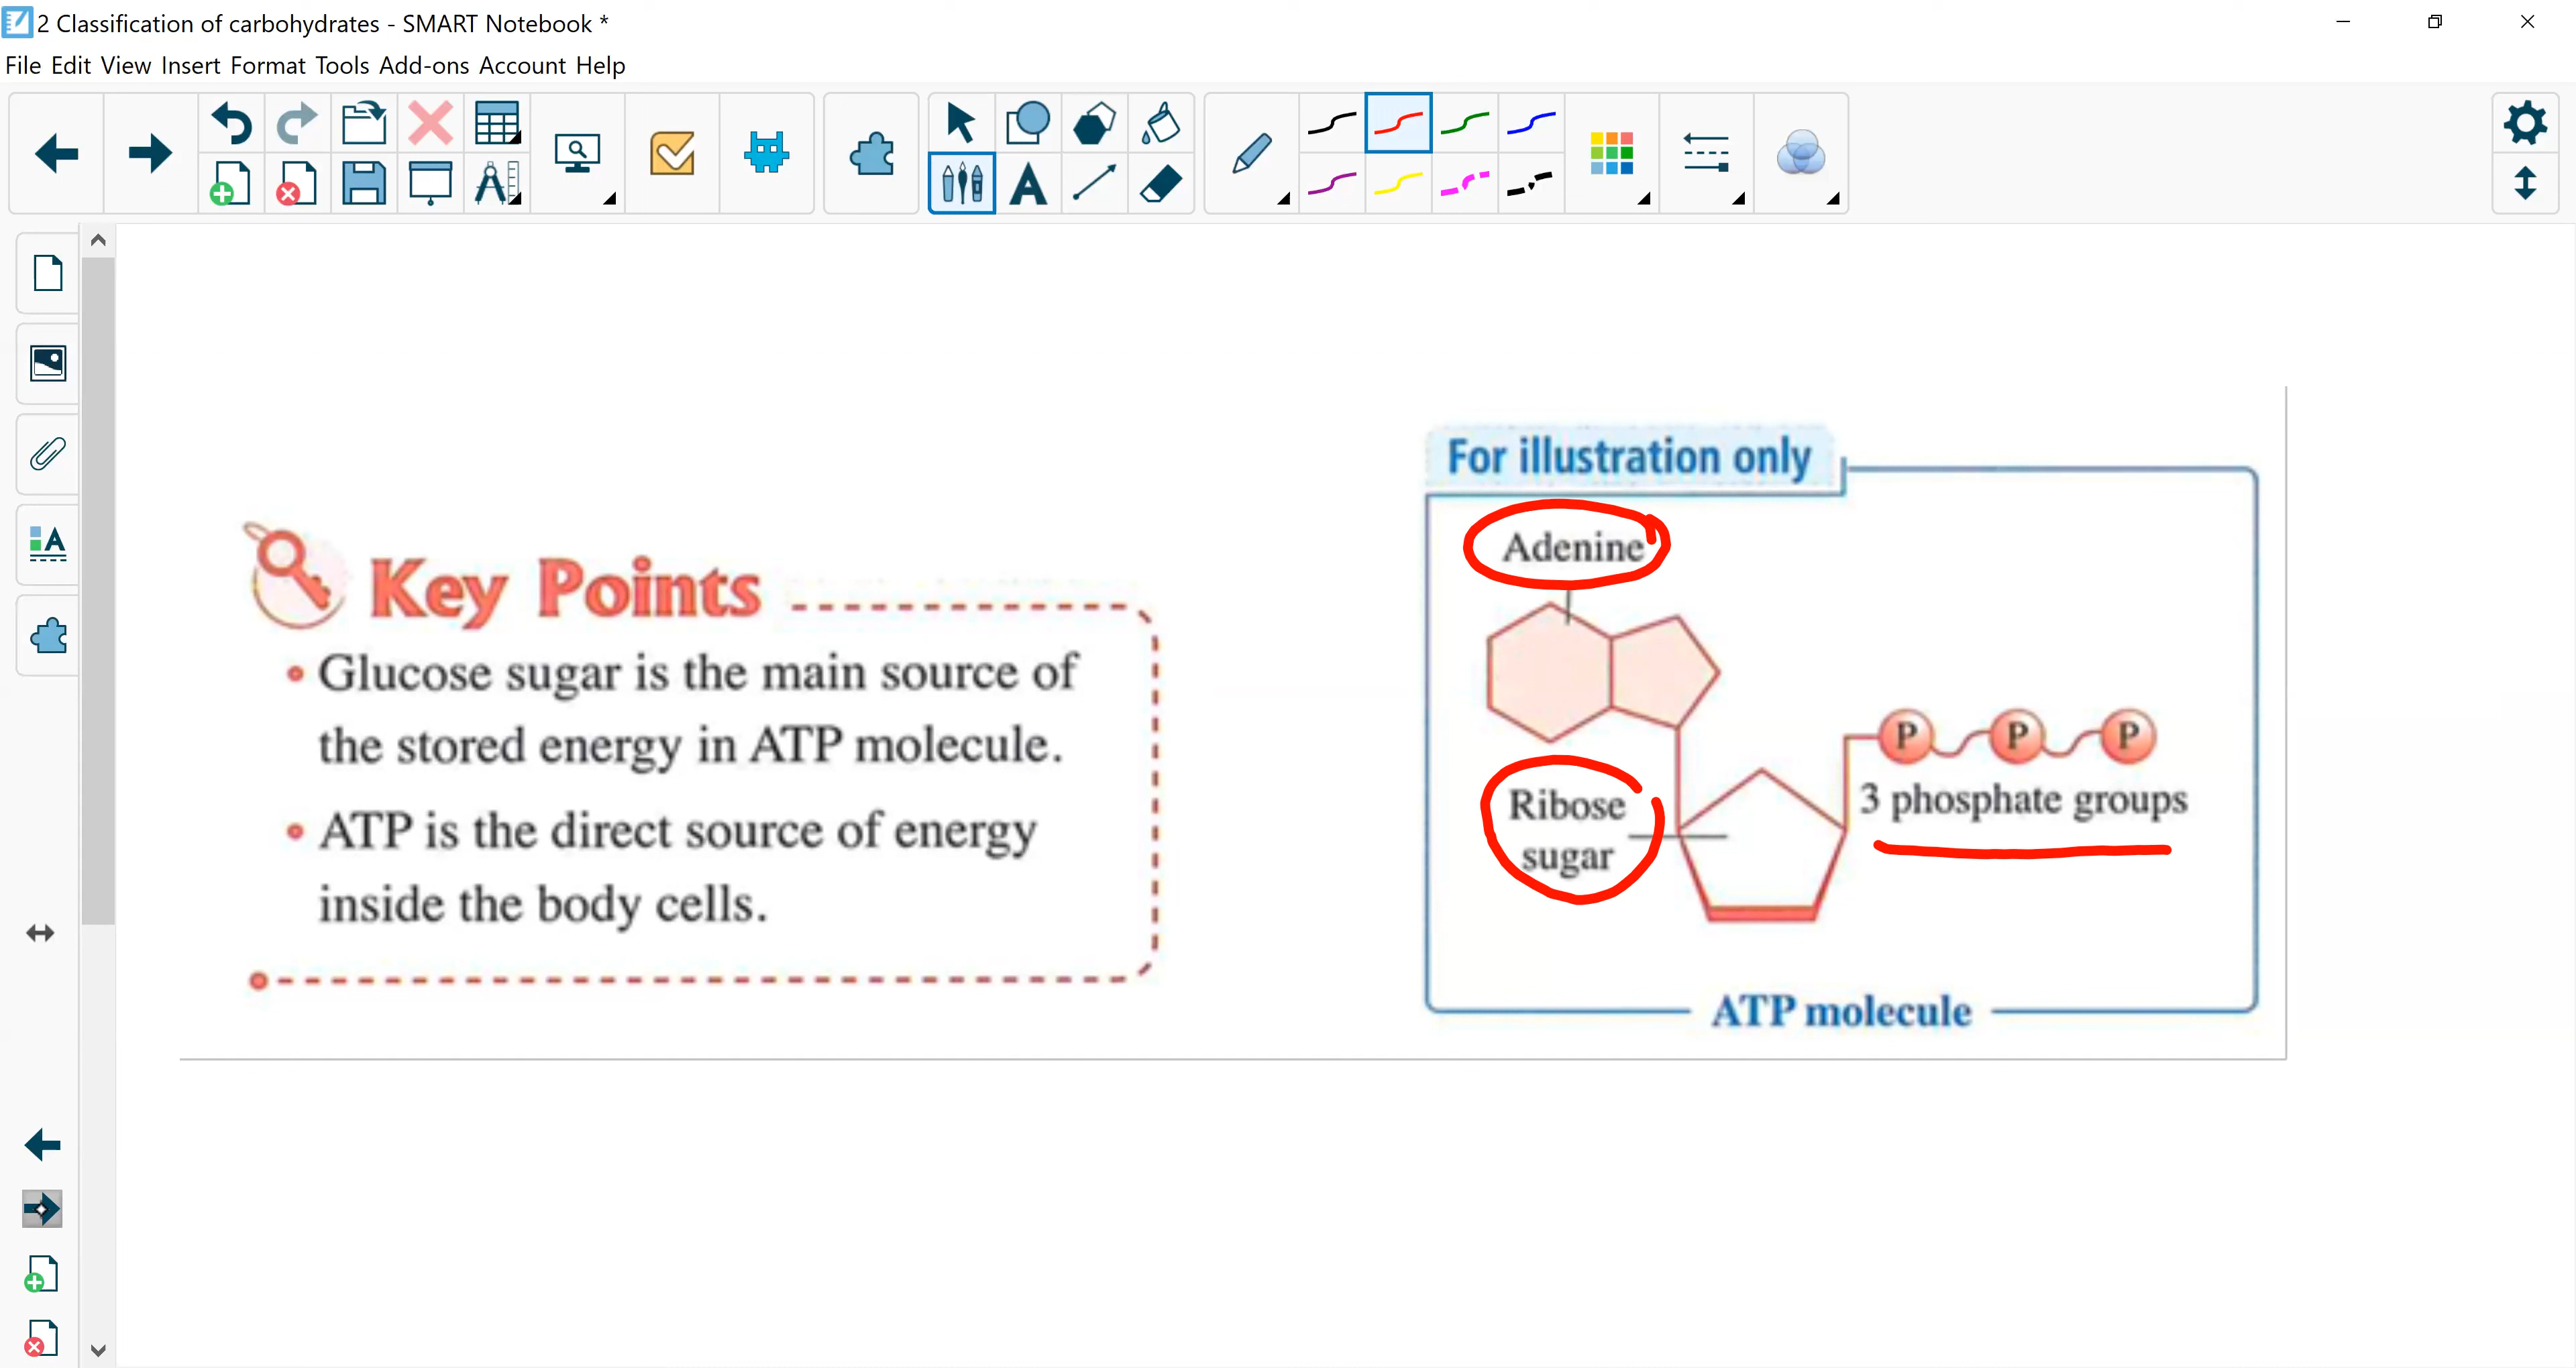 2 Classification of carbohydrates - SMART Notebook *
File Edit View Insert Format Tools Add-ons Account Help
Key Points
• Glucose sugar is the main source of
the stored energy in ATP molecule.
• ATP is the direct source of energy
inside the body cells.
For illustration only
Adenine
P P P
Ribose
sugar
3 phosphate groups
ATP molecule